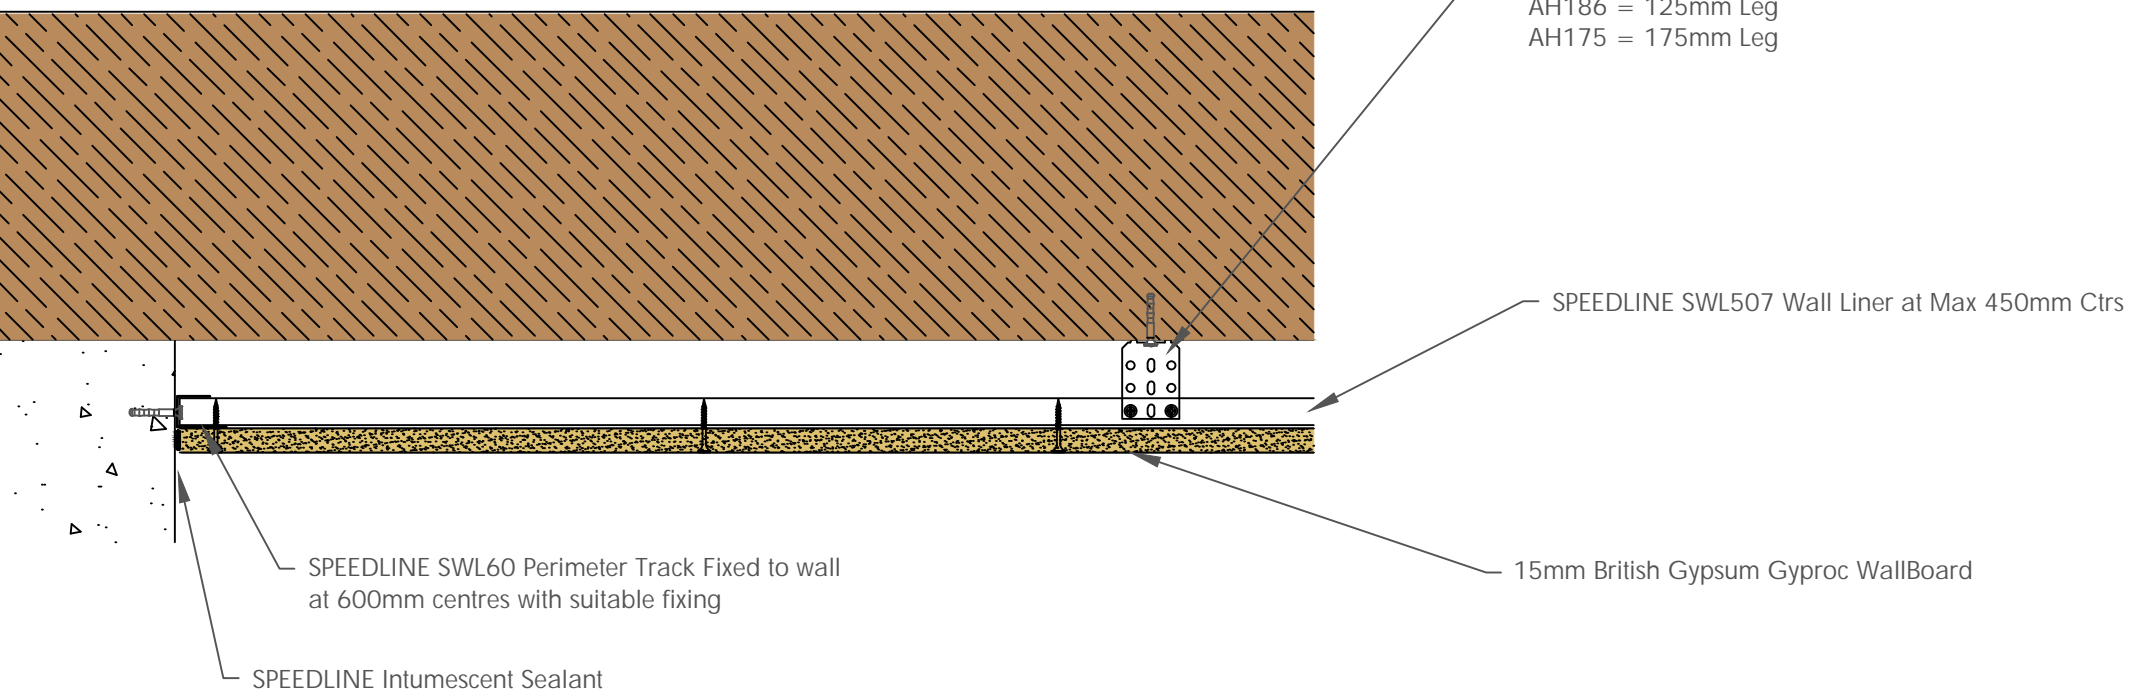 AH186 = 125mm Leg
AH175 = 175mm Leg
SPEEDLINE SWL507 Wall Liner at Max 450mm Ctrs
SPEEDLINE SWL60 Perimeter Track Fixed to wall
at 600mm centres with suitable fixing
15mm British Gypsum Gyproc WallBoard
SPEEDLINE Intumescent Sealant